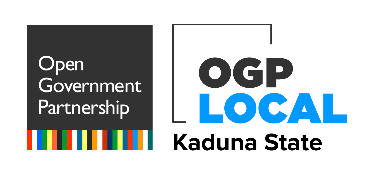 Open
Government
Partnership
OGP
LOCAL
Kaduna State